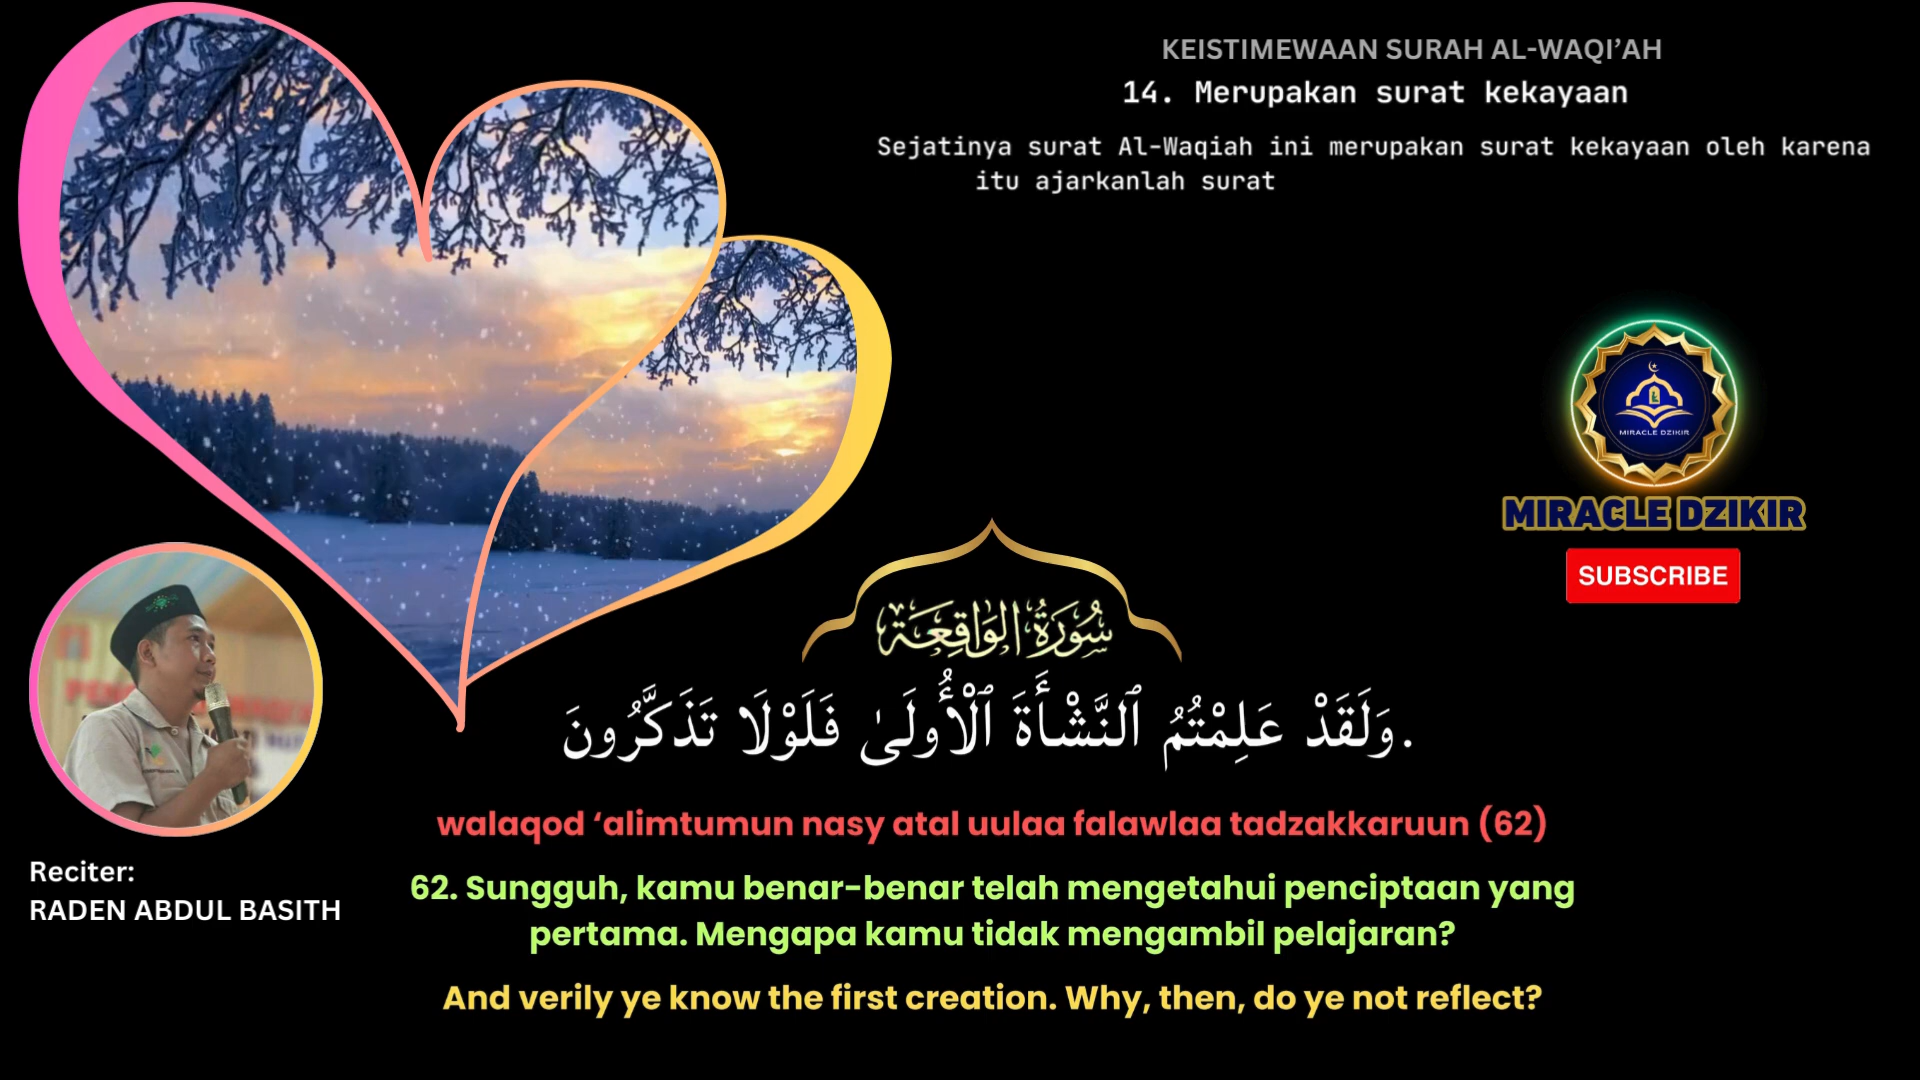 KEISTIMEWAAN SURAH AL-WAQI’AH
14. Merupakan surat kekayaan
Sejatinya surat Al-Waqiah ini merupakan surat kekayaan oleh karena
itu ajarkanlah surat
MIRACLE DZIKIR
MIRACLE DZIKIR
SUBSCRIBE
سُورَةُ الوَاقِعَة
وَلَقَدْ عَلِمْتُمُ ٱلنَّشْأَةَ ٱلْأُولَىٰ فَلَوْلَا تَذَكَّرُونَ.
walaqod ‘alimtumun nasy atal uulaa falawlaa tadzakkaruun (62)
62. Sungguh, kamu benar-benar telah mengetahui penciptaan yang
pertama. Mengapa kamu tidak mengambil pelajaran?
And verily ye know the first creation. Why, then, do ye not reflect?
Reciter:
RADEN ABDUL BASITH